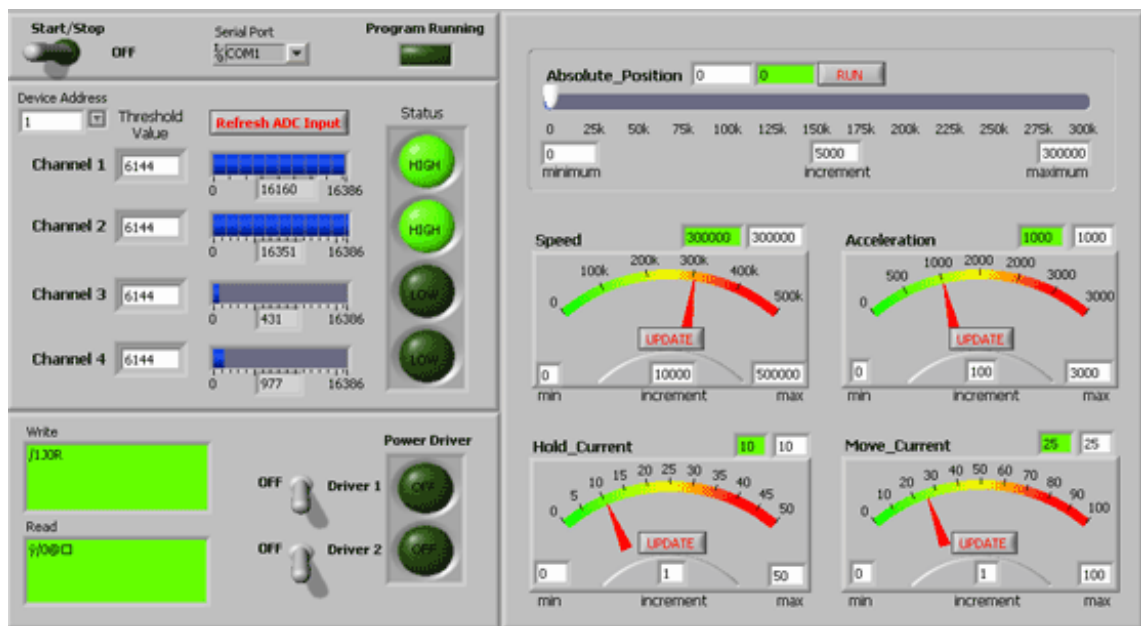 Start/Stop
OFF
Serial Port
COM1
Program Running
Device Address
1
Threshold
Value
Refresh ADC Input
Status
Channel 1 6144
0 16160 16386
HIGH
Channel 2 6144
0 16351 16386
HIGH
Channel 3 6144
0 431 16386
LOW
Channel 4 6144
0 977 16386
LOW
Write
/1J0R
Read
ÿ/0@
Power Driver
OFF Driver 1 OFF
OFF Driver 2 OFF
Absolute_Position 0 0 RUN
0 25k 50k 75k 100k 125k 150k 175k 200k 225k 250k 275k 300k
0 5000 300000
minimum increment maximum
Speed 300000 300000
0 100k 200k 300k 400k 500k
UPDATE
0 10000 500000
min increment max
Acceleration 1000 1000
0 500 1000 2000 2000 3000 3000
UPDATE
0 100 3000
min increment max
Hold_Current 10 10
0 5 10 15 20 25 30 35 40 45 50
UPDATE
0 1 50
min increment max
Move_Current 25 25
0 10 20 30 40 50 60 70 80 90 100
UPDATE
0 1 100
min increment max